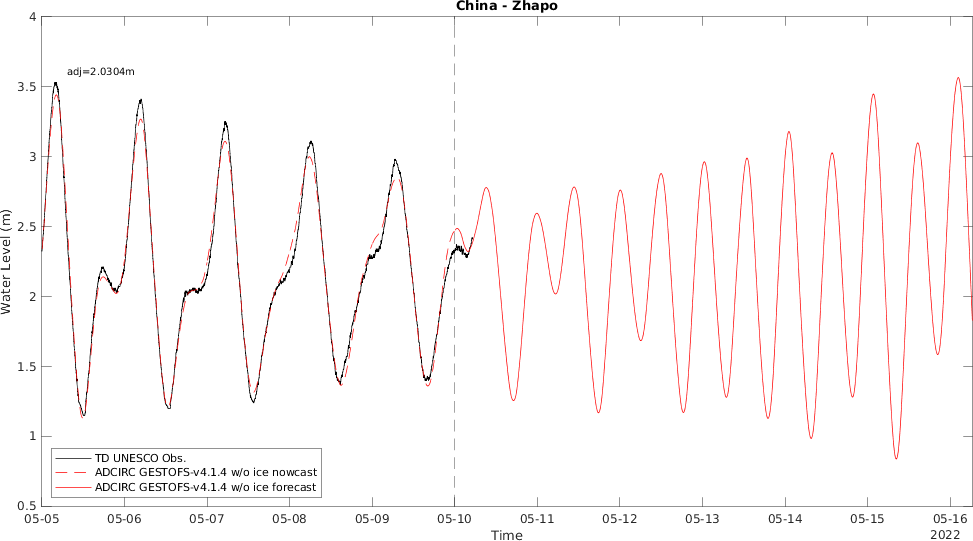 China - Zhapo
adj=2.0304m
Water Level (m)
4
3.5
3
2.5
2
1.5
1
0.5
TD UNESCO Obs.
ADCIRC GESTOFS-v4.1.4 w/o ice nowcast
ADCIRC GESTOFS-v4.1.4 w/o ice forecast
05-05 05-06 05-07 05-08 05-09 05-10 05-11 05-12 05-13 05-14 05-15 05-16
Time
2022